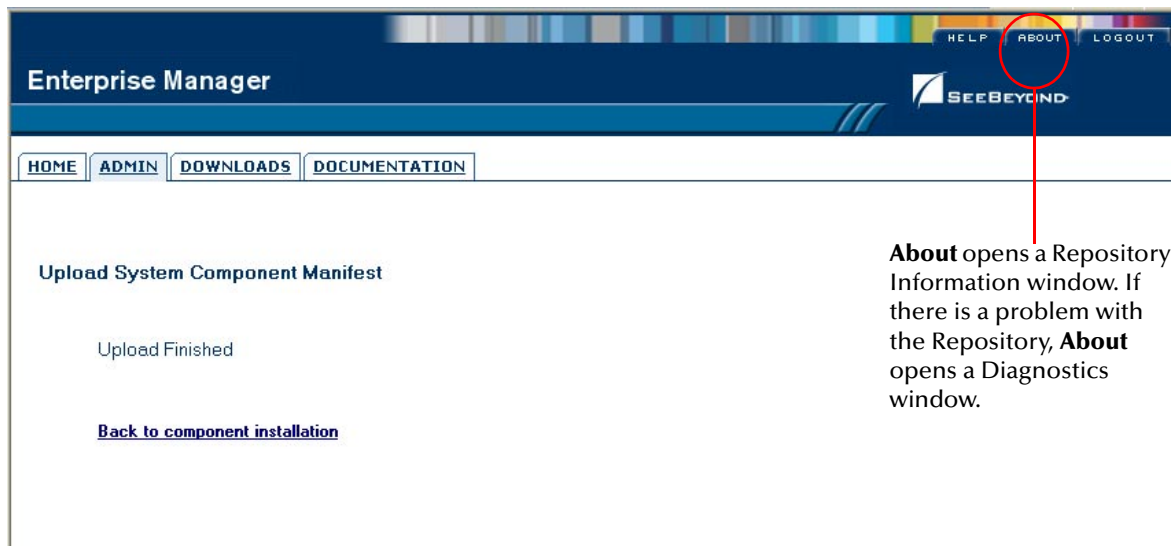 HELP ABOUT LOGOUT
Enterprise Manager
SEEBEYOND
HOME ADMIN DOWNLOADS DOCUMENTATION
Upload System Component Manifest
Upload Finished
Back to component installation
About opens a Repository
Information window. If
there is a problem with
the Repository, About
opens a Diagnostics
window.